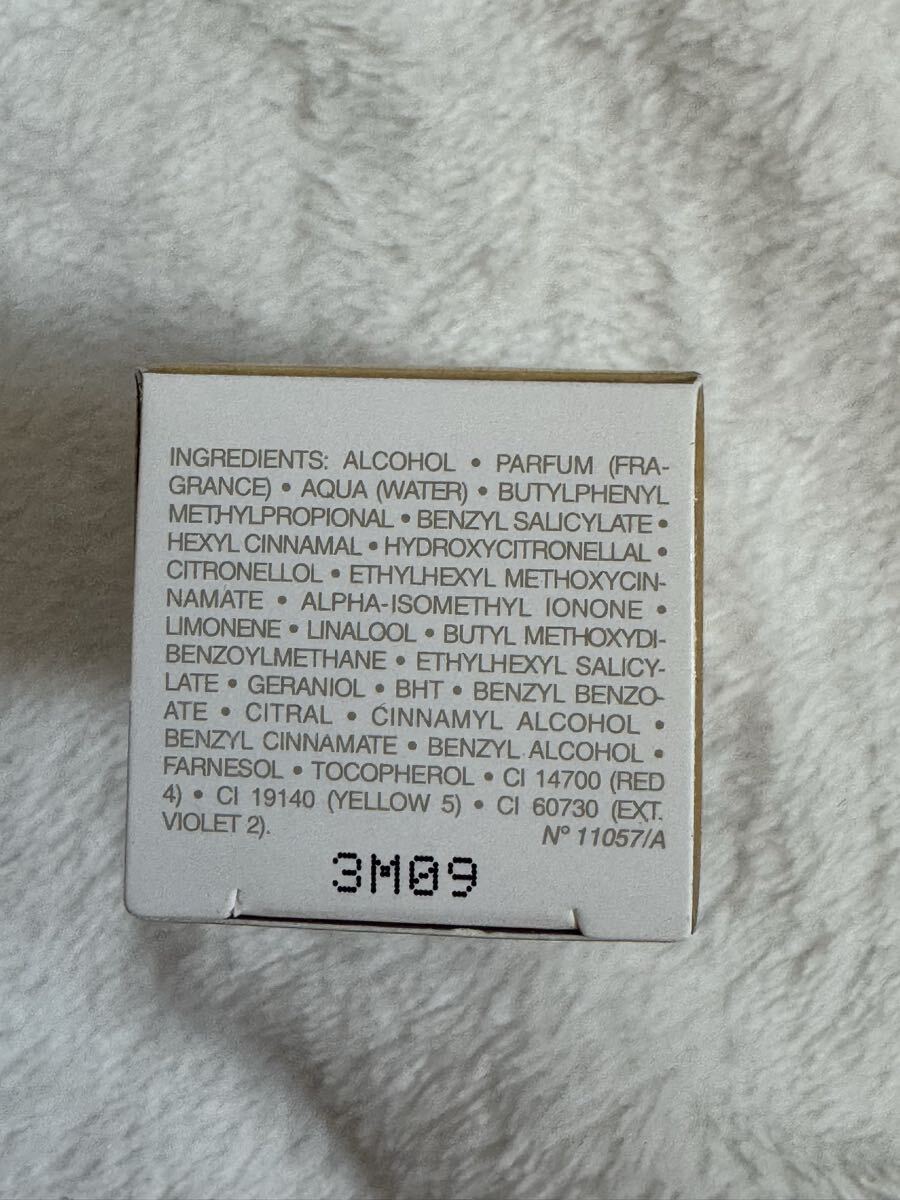 INGREDIENTS: ALCOHOL • PARFUM (FRA-
GRANCE) • AQUA (WATER) • BUTYLPHENYL
METHYLPROPIONAL • BENZYL SALICYLATE •
HEXYL CINNAMAL • HYDROXYCITRONELLAL •
CITRONELLOL • ETHYLHEXYL METHOXYCIN-
NAMATE • ALPHA-ISOMETHYL IONONE •
LIMONENE • LINALOOL • BUTYL METHOXYDI-
BENZOYLMETHANE • ETHYLHEXYL SALICY-
LATE • GERANIOL • BHT • BENZYL BENZO-
ATE • CITRAL • CINNAMYL ALCOHOL •
BENZYL CINNAMATE • BENZYL ALCOHOL •
FARNESOL • TOCOPHEROL • CI 14700 (RED
4) • CI 19140 (YELLOW 5) • CI 60730 (EXT.
VIOLET 2). N° 11057/A
3M09